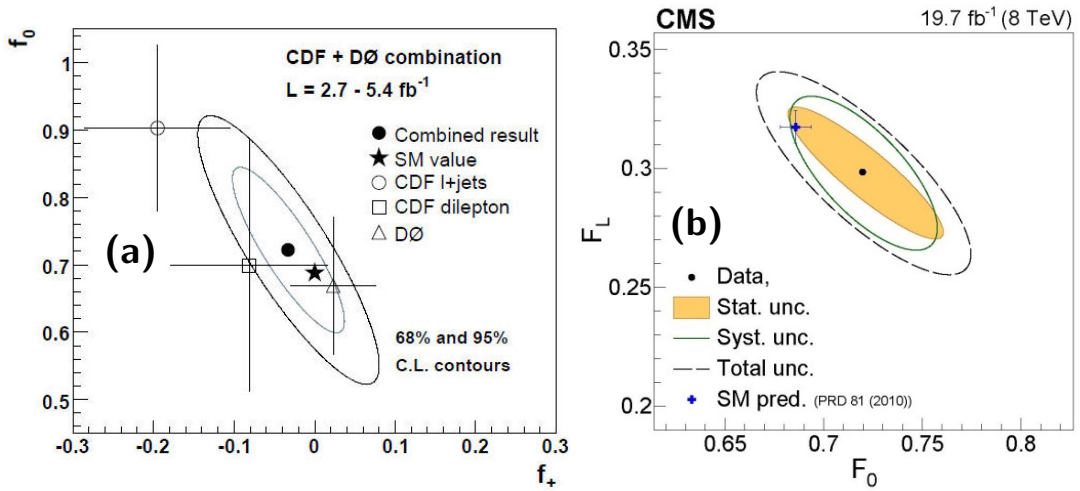 f₀
1
0.9
0.8
0.7
0.6
0.5
0.4
-0.3 -0.2 -0.1 0 0.1 0.2 0.3
f₊
CDF + DØ combination
L = 2.7 - 5.4 fb⁻¹
Combined result
SM value
CDF l+jets
CDF dilepton
DØ
68% and 95%
C.L. contours
(a)
CMS 19.7 fb⁻¹ (8 TeV)
F_L
0.35
0.3
0.25
0.2
0.65 0.7 0.75 0.8
F₀
(b)
Data,
Stat. unc.
Syst. unc.
Total unc.
SM pred. (PRD 81 (2010))